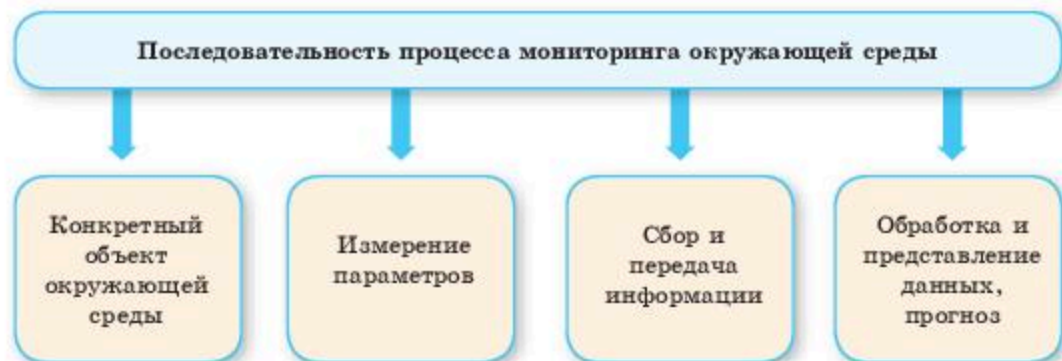 Последовательность процесса мониторинга окружающей среды
Конкретный
объект
окружающей
среды
Измерение
параметров
Сбор и
передача
информации
Обработка и
представление
данных,
прогноз